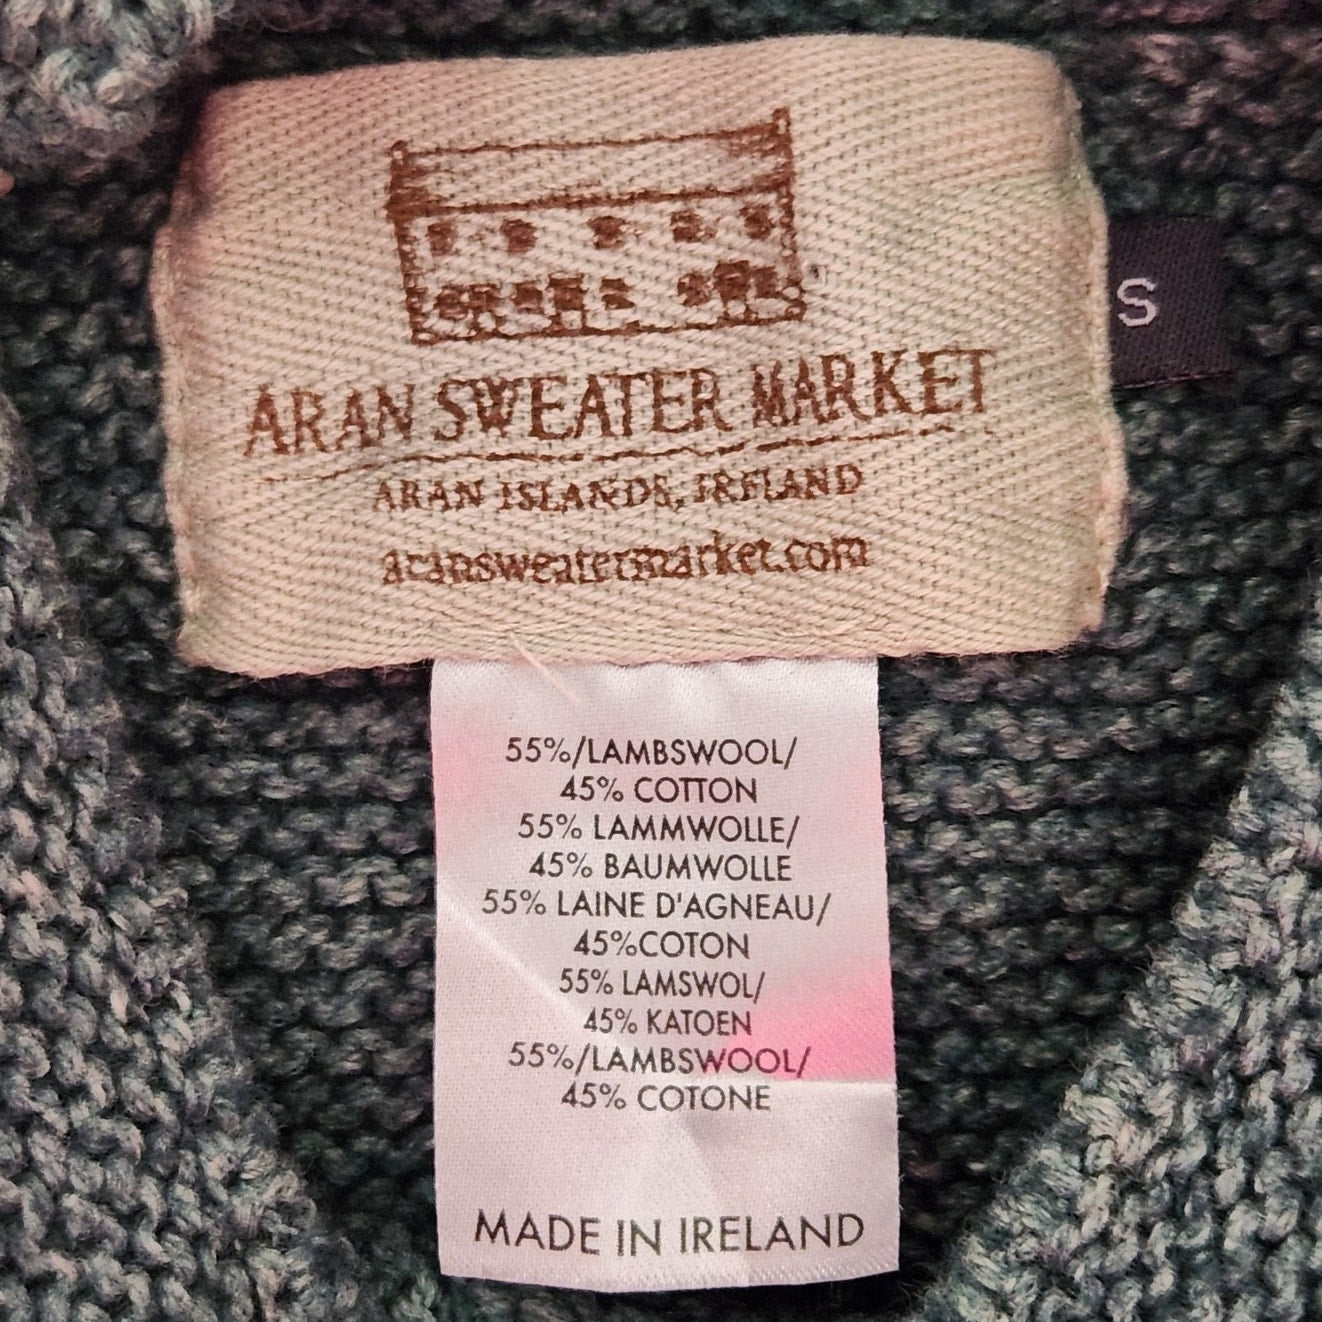 ARAN SWEATER MARKET
ARAN ISLANDS, IRELAND
aransweatermarket.com
S
55%/LAMBSWOOL/
45% COTTON
55% LAMMWOLLE/
45% BAUMWOLLE
55% LAINE D'AGNEAU/
45%COTON
55% LAMSWOL/
45% KATOEN
55%/LAMBSWOOL/
45% COTONE
MADE IN IRELAND